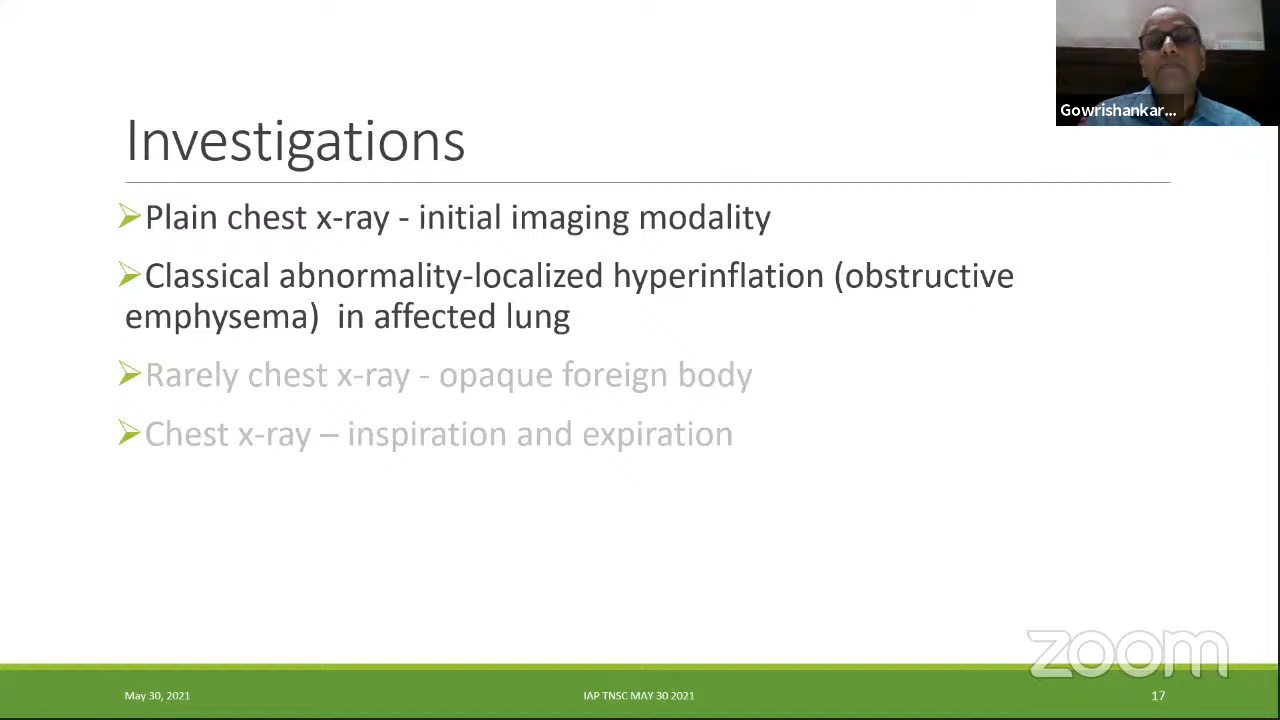 Gowrishankar...
Investigations
Plain chest x-ray - initial imaging modality
Classical abnormality-localized hyperinflation (obstructive
emphysema)  in affected lung
Rarely chest x-ray - opaque foreign body
Chest x-ray – inspiration and expiration
zoom
May 30, 2021
IAP TNSC MAY 30 2021
17